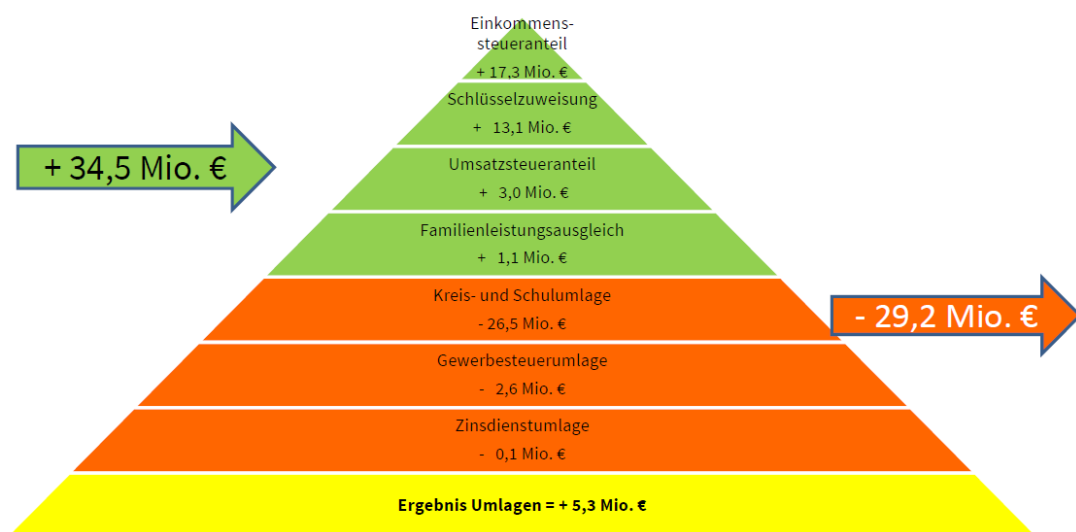 Einkommens-
steueranteil
+ 17,3 Mio. €
Schlüsselzuweisung
+ 13,1 Mio. €
+ 34,5 Mio. €
Umsatzsteueranteil
+ 3,0 Mio. €
Familienleistungsausgleich
+ 1,1 Mio. €
Kreis- und Schulumlage
- 26,5 Mio. €
- 29,2 Mio. €
Gewerbesteuerumlage
- 2,6 Mio. €
Zinsdienstumlage
- 0,1 Mio. €
Ergebnis Umlagen = + 5,3 Mio. €